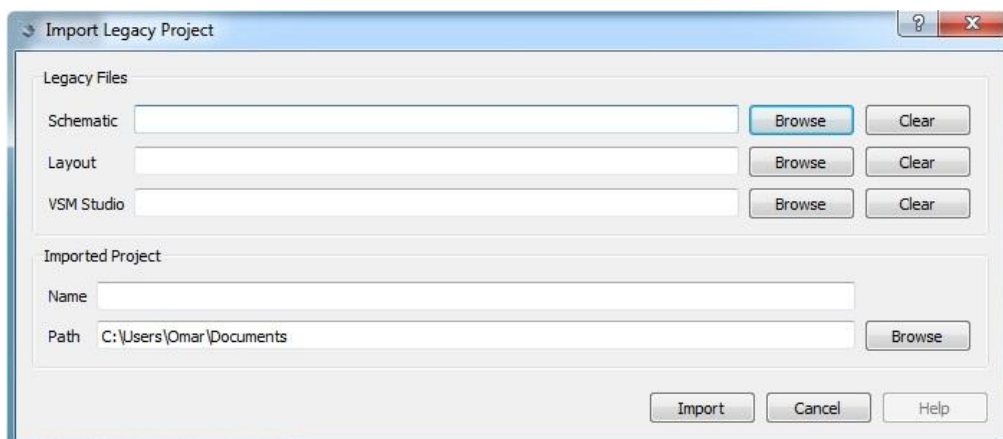 Import Legacy Project
Legacy Files
Schematic Browse Clear
Layout Browse Clear
VSM Studio Browse Clear
Imported Project
Name
Path C:\Users\Omar\Documents Browse
Import Cancel Help